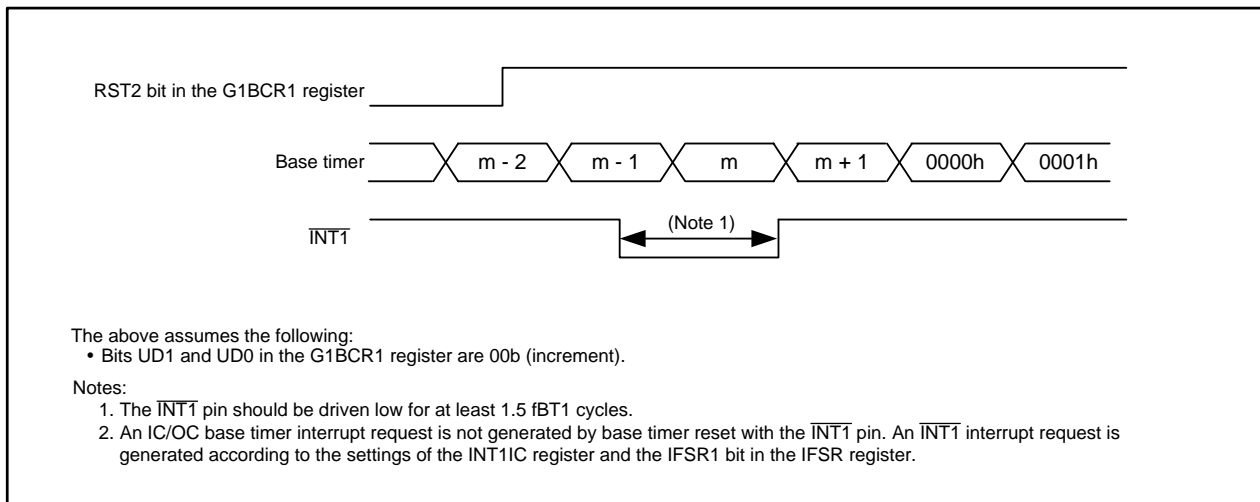 RST2 bit in the G1BCR1 register
Base timer
m - 2
m - 1
m
m + 1
0000h
0001h
(Note 1)
INT1
The above assumes the following:
• Bits UD1 and UD0 in the G1BCR1 register are 00b (increment).
Notes:
1. The INT1 pin should be driven low for at least 1.5 fBT1 cycles.
2. An IC/OC base timer interrupt request is not generated by base timer reset with the INT1 pin. An INT1 interrupt request is
generated according to the settings of the INT1IC register and the IFSR1 bit in the IFSR register.